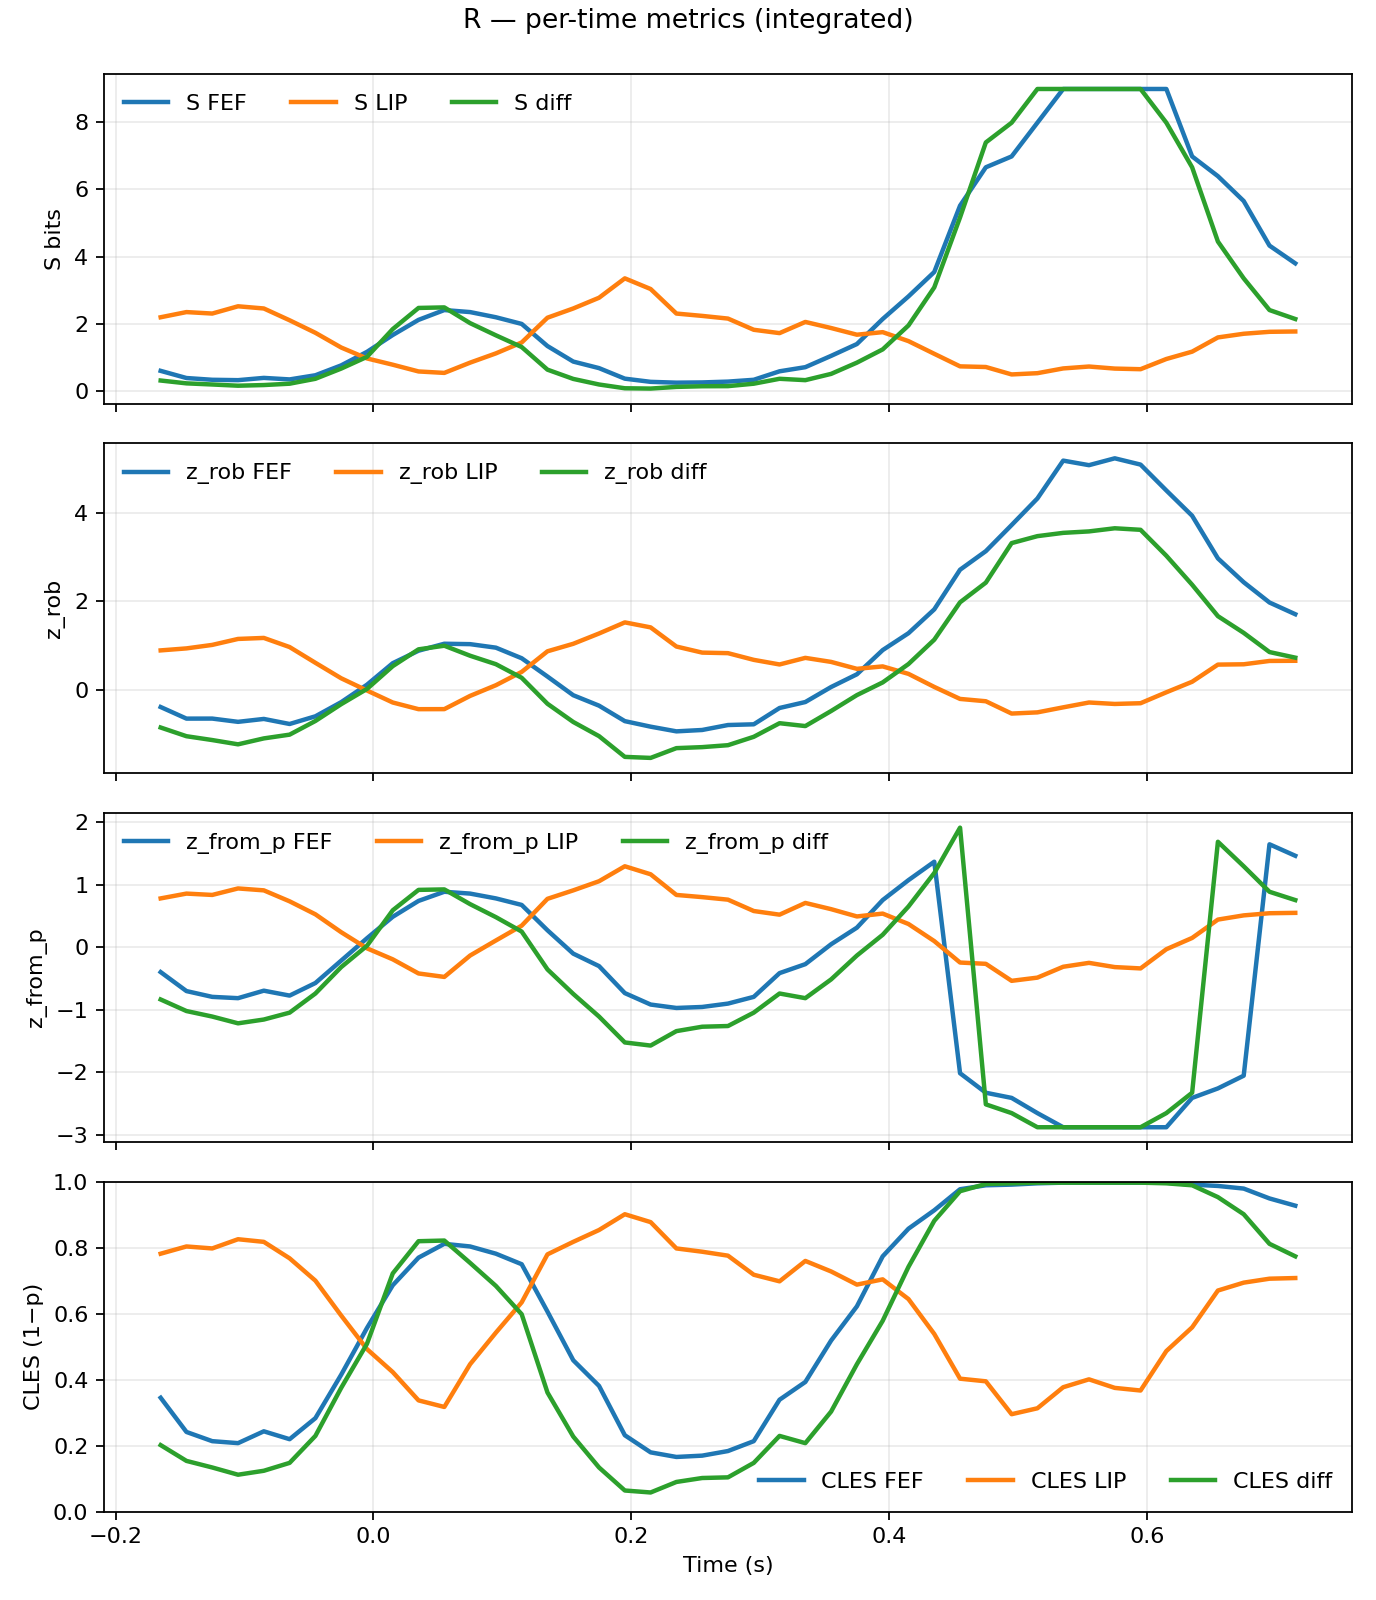 R — per-time metrics (integrated)
S FEF S LIP S diff
8
6
4
2
0
S bits
z_rob FEF z_rob LIP z_rob diff
4
2
0
z_rob
z_from_p FEF z_from_p LIP z_from_p diff
2
1
0
−1
−2
−3
z_from_p
1.0
0.8
0.6
0.4
0.2
0.0
CLES (1−p)
CLES FEF CLES LIP CLES diff
−0.2 0.0 0.2 0.4 0.6
Time (s)